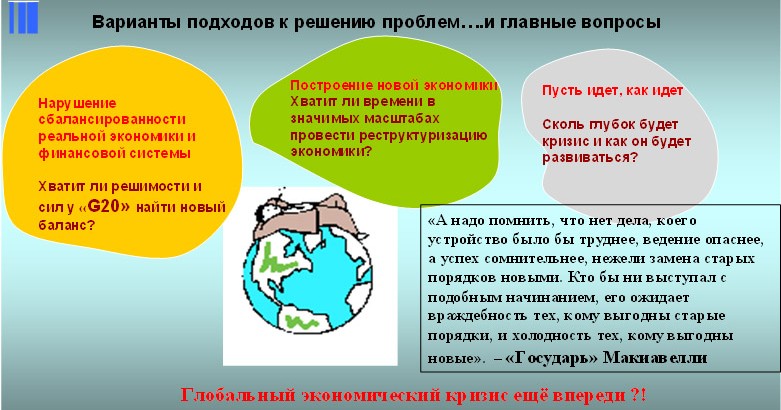 Варианты подходов к решению проблем….и главные вопросы
Нарушение
сбалансированности
реальной экономики и
финансовой системы
Хватит ли решимости и
сил у «G20» найти новый
баланс?
Построение новой экономики
Хватит ли времени в
значимых масштабах
провести реструктуризацию
экономики?
Пусть идет, как идет
Сколь глубок будет
кризис и как он будет
развиваться?
«А надо помнить, что нет дела, коего
устройство было бы труднее, ведение опаснее,
а успех сомнительнее, нежели замена старых
порядков новыми. Кто бы ни выступал с
подобным начинанием, его ожидает
враждебность тех, кому выгодны старые
порядки, и холодность тех, кому выгодны
новые». – «Государь» Макиавелли
Глобальный экономический кризис ещё впереди ?!